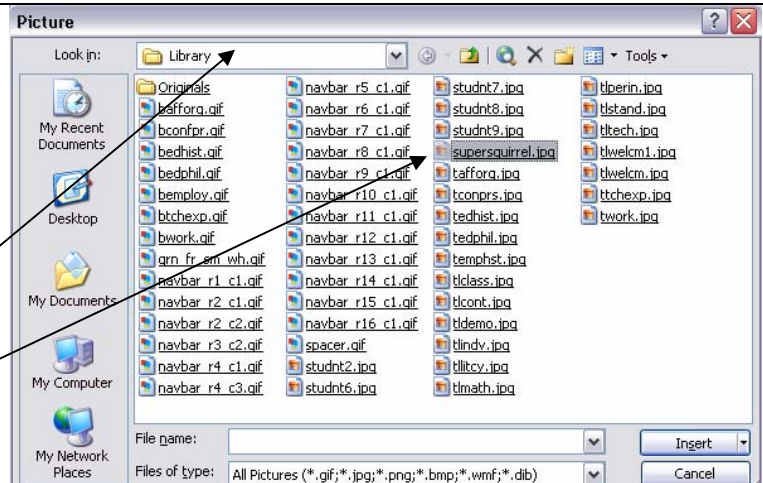 Picture
Look in:
Library
Tools
My Recent
Documents
Desktop
My Documents
My Computer
My Network
Places
Originals
bafforg.gif
bconfpr.gif
bedhist.gif
bedphil.gif
bemploy.gif
btchexp.gif
bwork.gif
grn_fr_sm_wh.gif
navbar_r1_c1.gif
navbar_r2_c1.gif
navbar_r2_c2.gif
navbar_r3_c2.gif
navbar_r4_c1.gif
navbar_r4_c3.gif
navbar_r5_c1.gif
navbar_r6_c1.gif
navbar_r7_c1.gif
navbar_r8_c1.gif
navbar_r9_c1.gif
navbar_r10_c1.gif
navbar_r11_c1.gif
navbar_r12_c1.gif
navbar_r13_c1.gif
navbar_r14_c1.gif
navbar_r15_c1.gif
navbar_r16_c1.gif
spacer.gif
studnt2.jpg
studnt6.jpg
studnt7.jpg
studnt8.jpg
studnt9.jpg
supersquirrel.jpg
tafforg.jpg
tconprs.jpg
tedhist.jpg
tedphil.jpg
temphst.jpg
tlclass.jpg
tlcont.jpg
tldemo.jpg
tlindv.jpg
tllitcy.jpg
tlmath.jpg
tlperin.jpg
tlstand.jpg
tltech.jpg
tlwelcm1.jpg
tlwelcm.jpg
ttchexp.jpg
twork.jpg
File name:
Insert
Files of type:
All Pictures (*.gif;*.jpg;*.png;*.bmp;*.wmf;*.dib)
Cancel